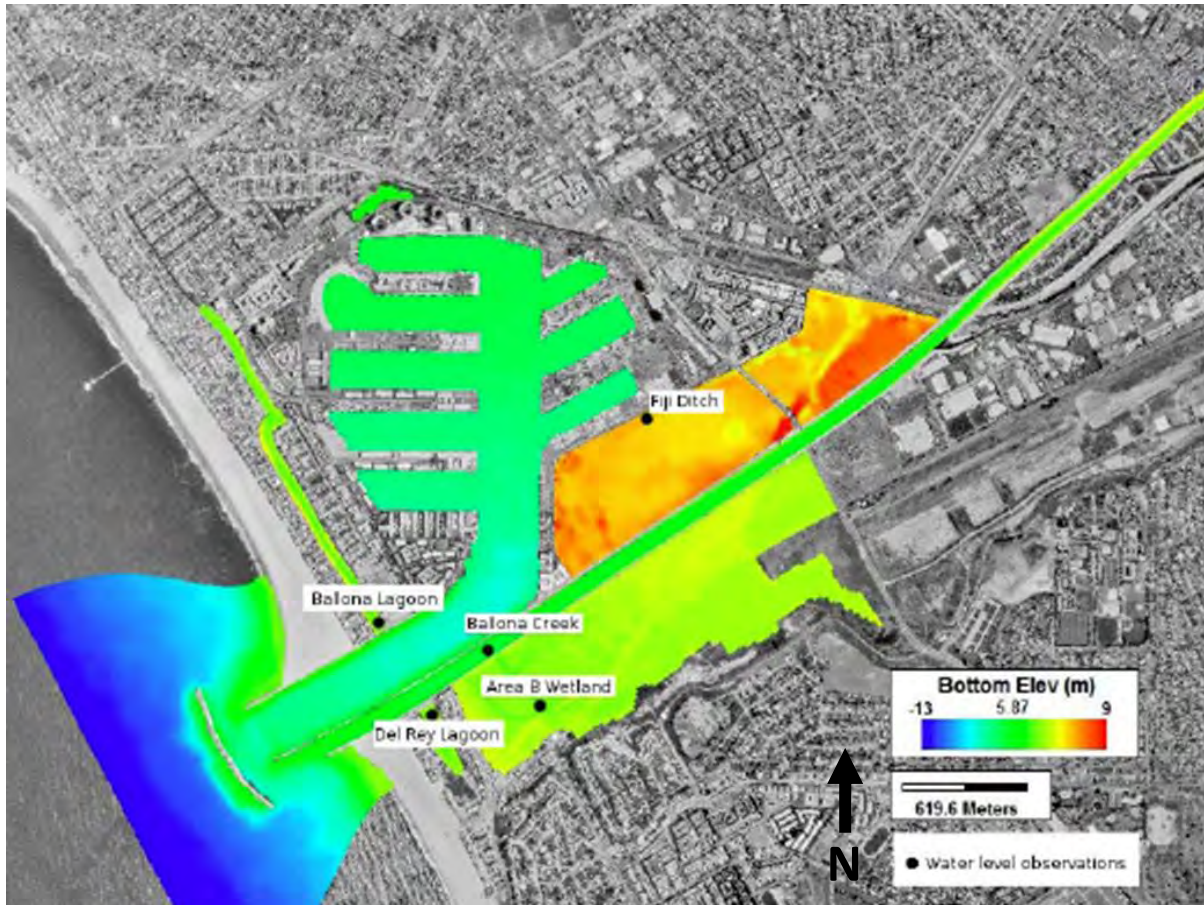 Fiji Ditch
Ballona Lagoon
Ballona Creek
Area B Wetland
Del Rey Lagoon
Bottom Elev (m)
-13 5.87 9
619.6 Meters
N
Water level observations